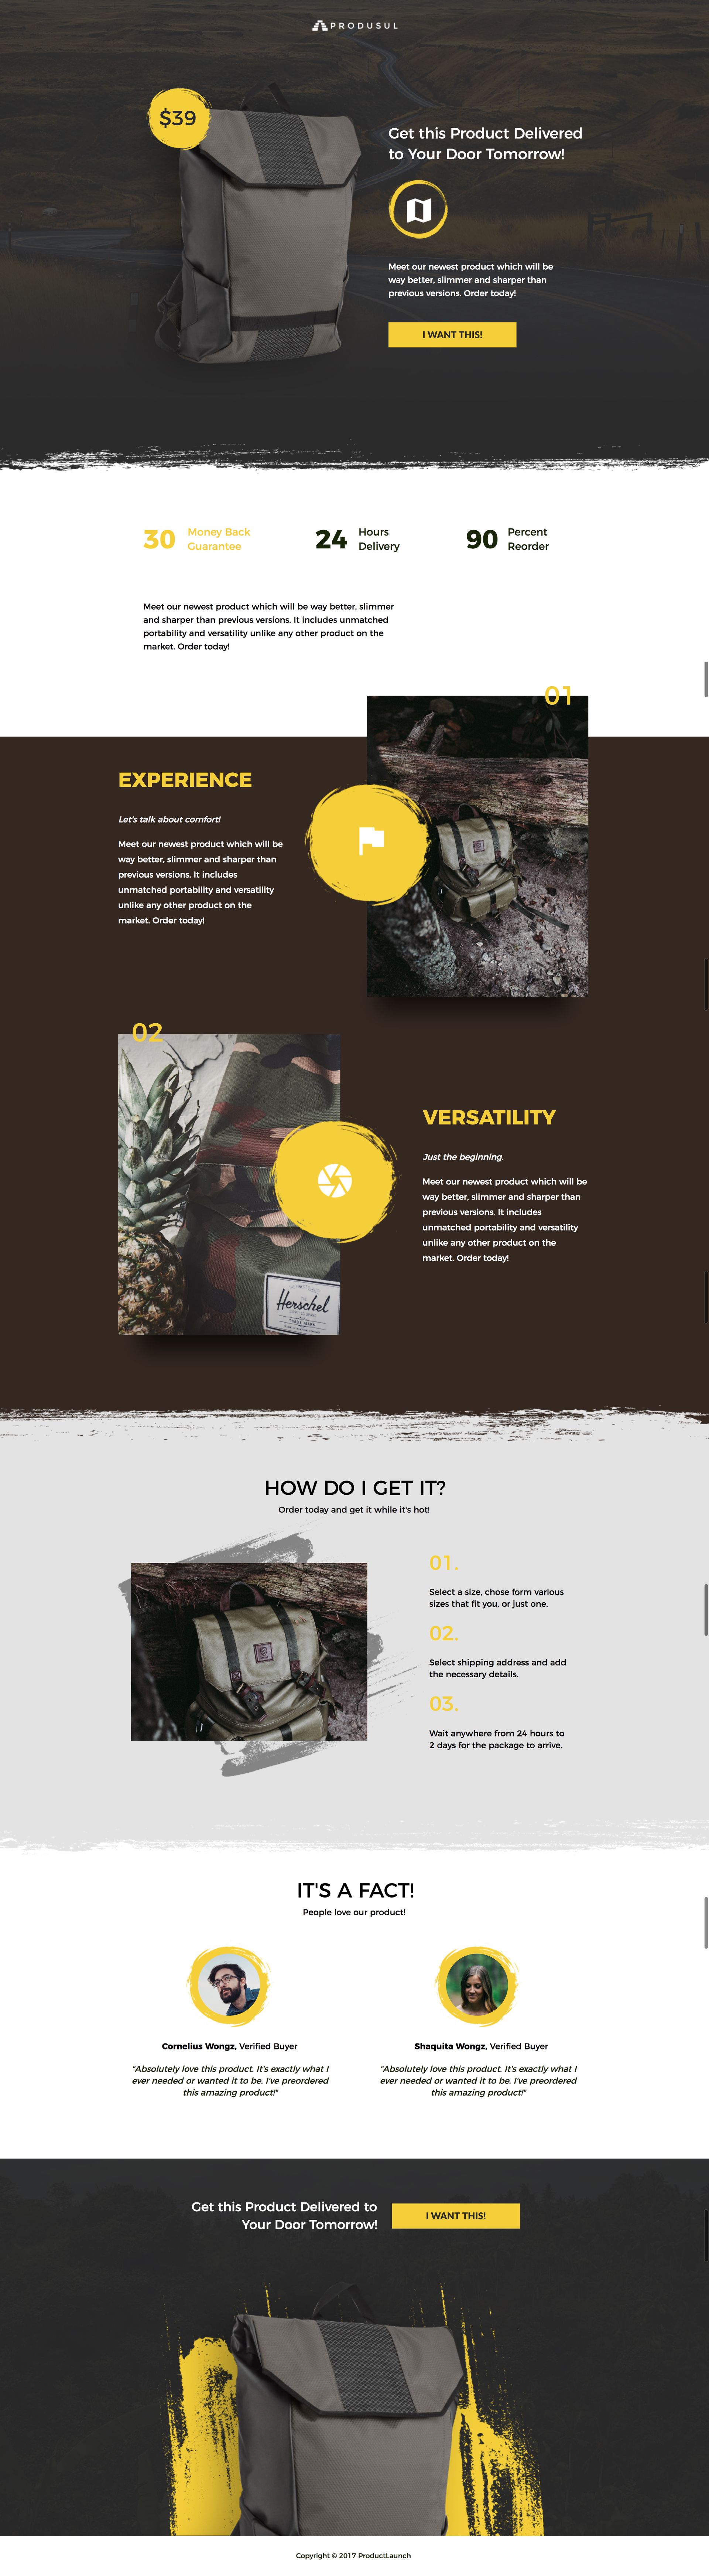 PRODUSUL
$39
Get this Product Delivered
to Your Door Tomorrow!
Meet our newest product which will be
way better, slimmer and sharper than
previous versions. Order today!
I WANT THIS!
30
Money Back
Guarantee
24
Hours
Delivery
90
Percent
Reorder
Meet our newest product which will be way better, slimmer
and sharper than previous versions. It includes unmatched
portability and versatility unlike any other product on the
market. Order today!
01
EXPERIENCE
Let's talk about comfort!
Meet our newest product which will be
way better, slimmer and sharper than
previous versions. It includes
unmatched portability and versatility
unlike any other product on the
market. Order today!
02
VERSATILITY
Just the beginning.
Meet our newest product which will be
way better, slimmer and sharper than
previous versions. It includes
unmatched portability and versatility
unlike any other product on the
market. Order today!
Herschel
TRADE MARK
HOW DO I GET IT?
Order today and get it while it's hot!
01.
Select a size, chose form various
sizes that fit you, or just one.
02.
Select shipping address and add
the necessary details.
03.
Wait anywhere from 24 hours to
2 days for the package to arrive.
IT'S A FACT!
People love our product!
Cornelius Wongz, Verified Buyer
"Absolutely love this product. It's exactly what I
ever needed or wanted it to be. I've preordered
this amazing product!"
Shaquita Wongz, Verified Buyer
"Absolutely love this product. It's exactly what I
ever needed or wanted it to be. I've preordered
this amazing product!"
Get this Product Delivered to
Your Door Tomorrow!
I WANT THIS!
Copyright © 2017 ProductLaunch